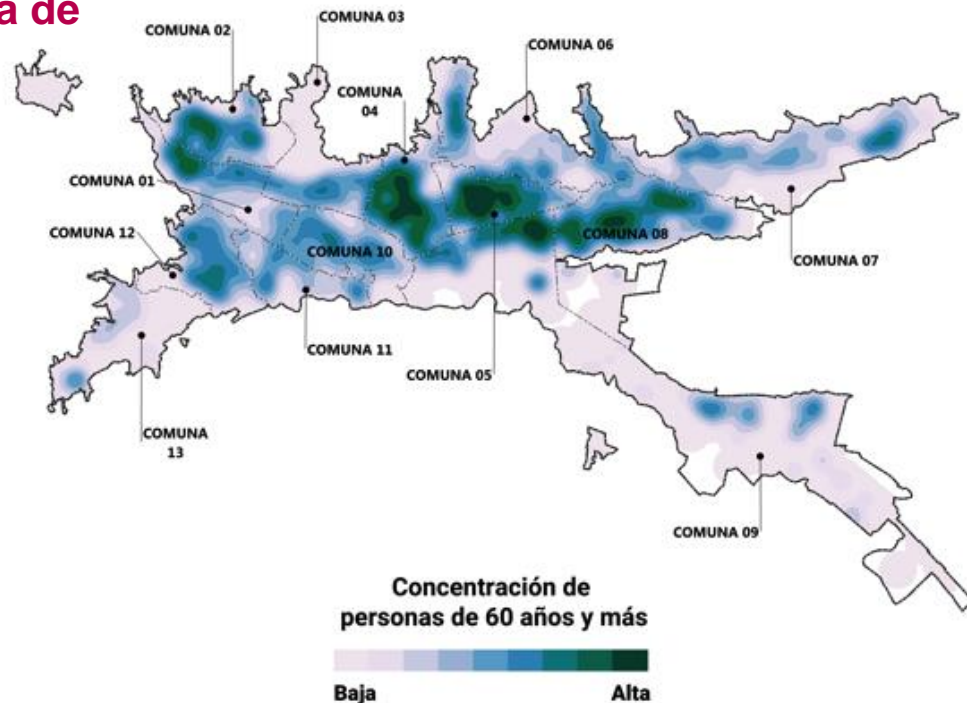 a de
COMUNA 03
COMUNA 02
COMUNA 06
COMUNA
04
COMUNA 01
COMUNA 12
COMUNA 08
COMUNA 10
COMUNA 07
COMUNA 11
COMUNA 05
COMUNA
13
COMUNA 09
Concentración de
personas de 60 años y más
Baja
Alta